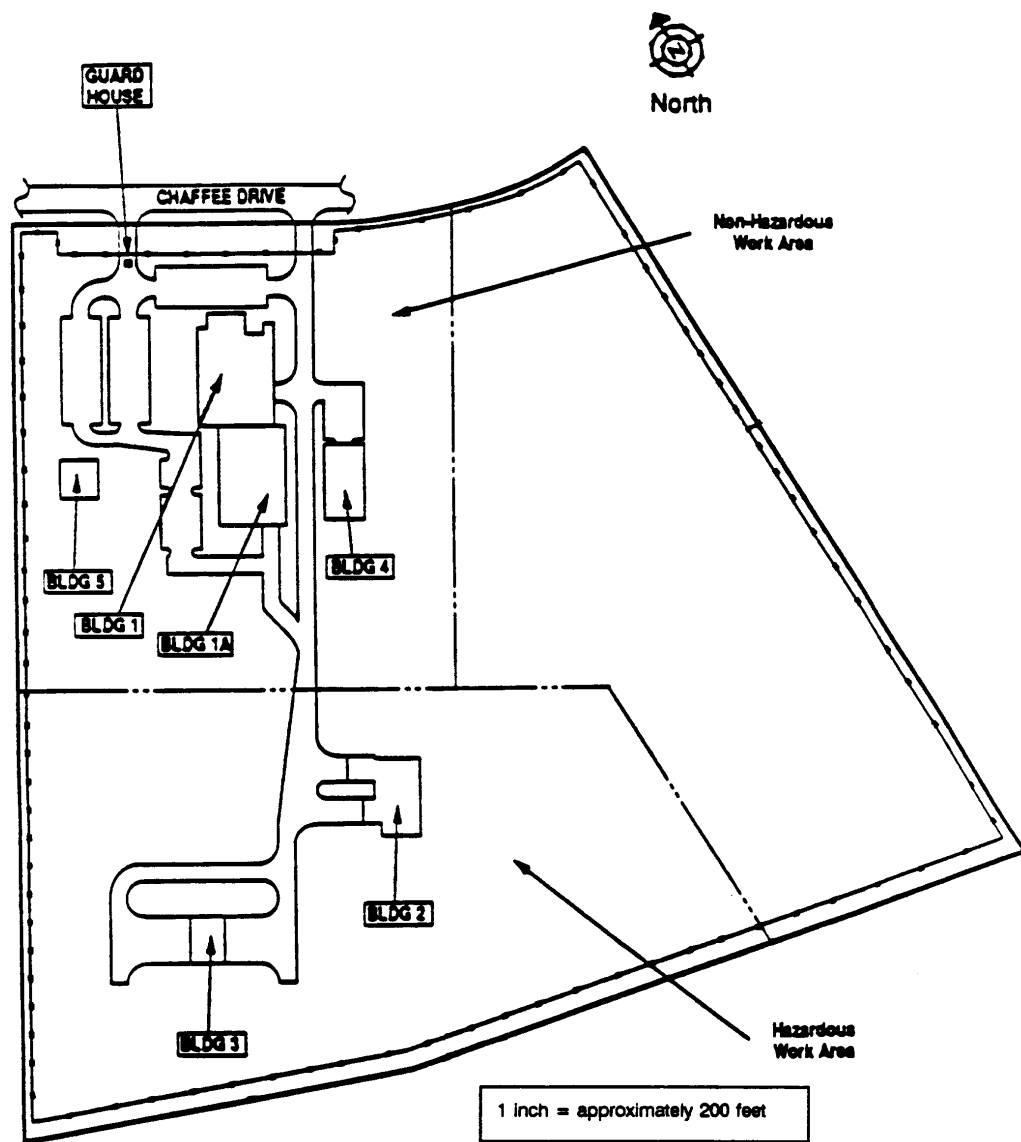 GUARD
HOUSE
N
North
CHAFFEE DRIVE
Non-Hazardous
Work Area
BLDG 5
BLDG 4
BLDG 1
BLDG 1A
BLDG 2
BLDG 3
Hazardous
Work Area
1 inch = approximately 200 feet